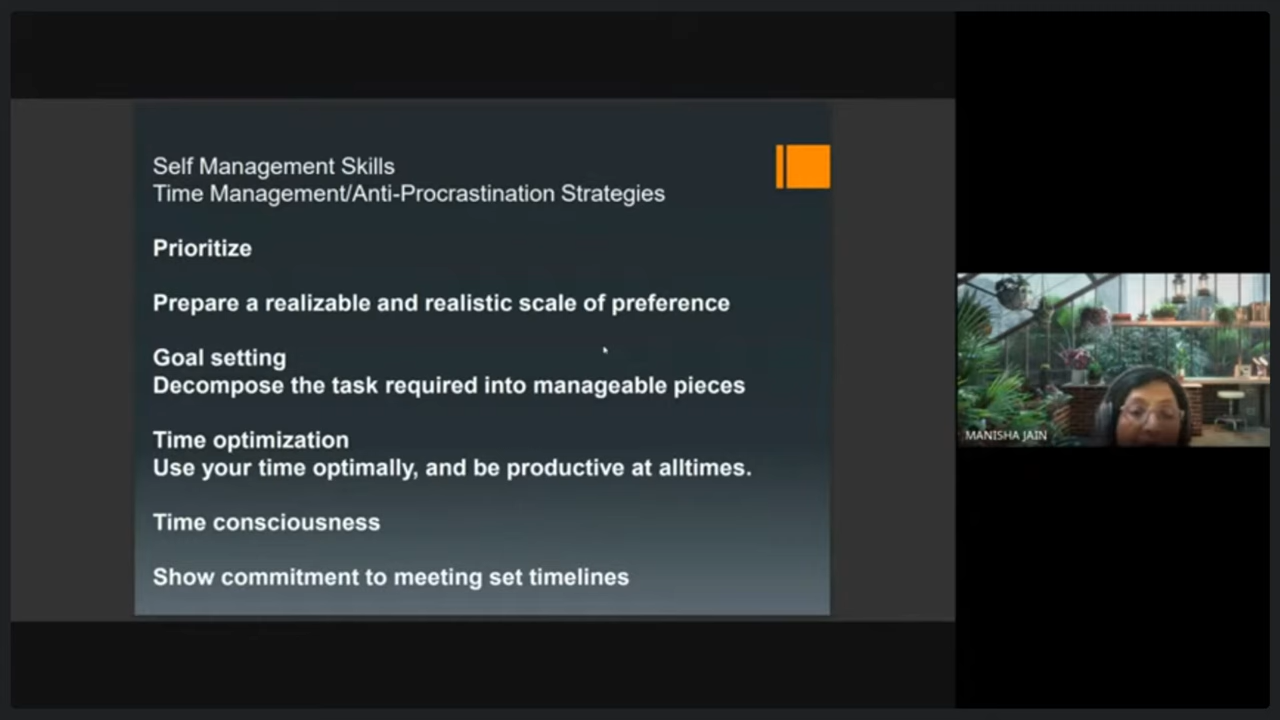 Self Management Skills
Time Management/Anti-Procrastination Strategies
Prioritize
Prepare a realizable and realistic scale of preference
Goal setting
Decompose the task required into manageable pieces
Time optimization
Use your time optimally, and be productive at alltimes.
Time consciousness
Show commitment to meeting set timelines
MANISHA JAIN